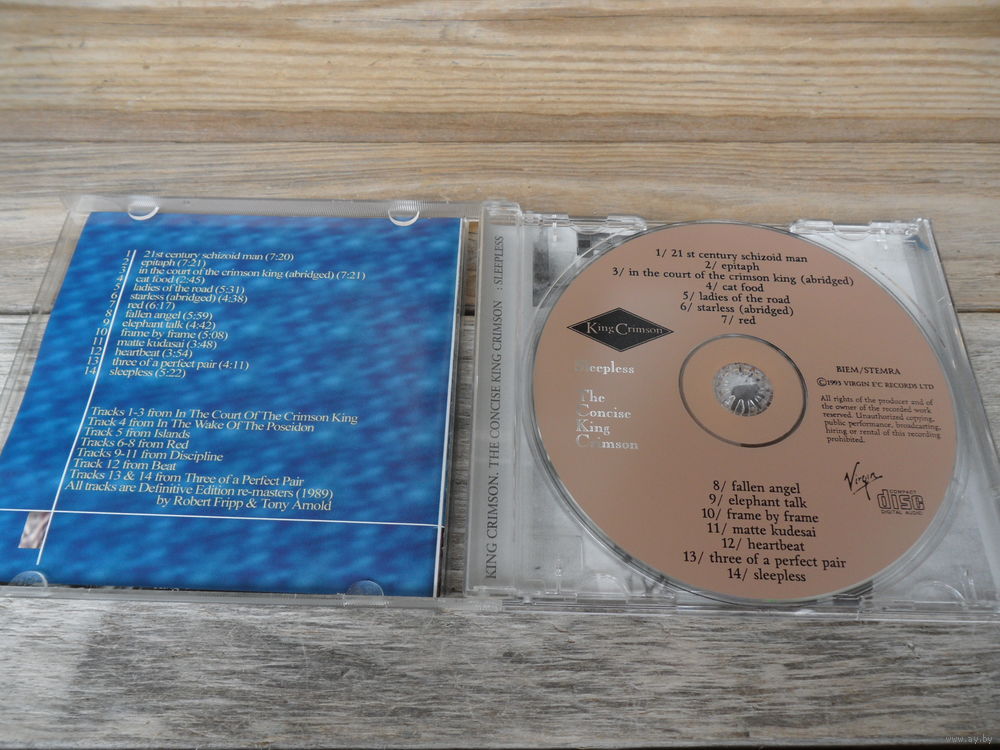 1 21st century schizoid man (7:20)
2 epitaph (7:21)
3 in the court of the crimson king (abridged) (7:21)
4 cat food (2:45)
5 ladies of the road (5:31)
6 starless (abridged) (4:38)
7 red (6:17)
8 fallen angel (5:59)
9 elephant talk (4:42)
10 frame by frame (5:08)
11 matte kudasai (3:48)
12 heartbeat (3:54)
13 three of a perfect pair (4:11)
14 sleepless (5:22)
Tracks 1-3 from In The Court Of The Crimson King
Track 4 from In The Wake Of The Poseidon
Track 5 from Islands
Tracks 6-8 from Red
Tracks 9-11 from Discipline
Track 12 from Beat
Tracks 13 & 14 from Three of a Perfect Pair
All tracks are Definitive Edition re-masters (1989)
by Robert Fripp & Tony Arnold
KING CRIMSON. THE CONCISE KING CRIMSON : SLEEPLESS
1/ 21 st century schizoid man
2/ epitaph
3/ in the court of the crimson king (abridged)
4/ cat food
5/ ladies of the road
6/ starless (abridged)
7/ red
King Crimson
Sleepless
The
Concise
King
Crimson
BIEM/STEMRA
©1993 VIRGIN E'G RECORDS LTD
All rights of the producer and of
the owner of the recorded work
reserved. Unauthorized copying,
public performance, broadcasting,
hiring or rental of this recording
prohibited.
Virgin
COMPACT
disc
DIGITAL AUDIO
8/ fallen angel
9/ elephant talk
10/ frame by frame
11/ matte kudesai
12/ heartbeat
13/ three of a perfect pair
14/ sleepless
www.ay.by